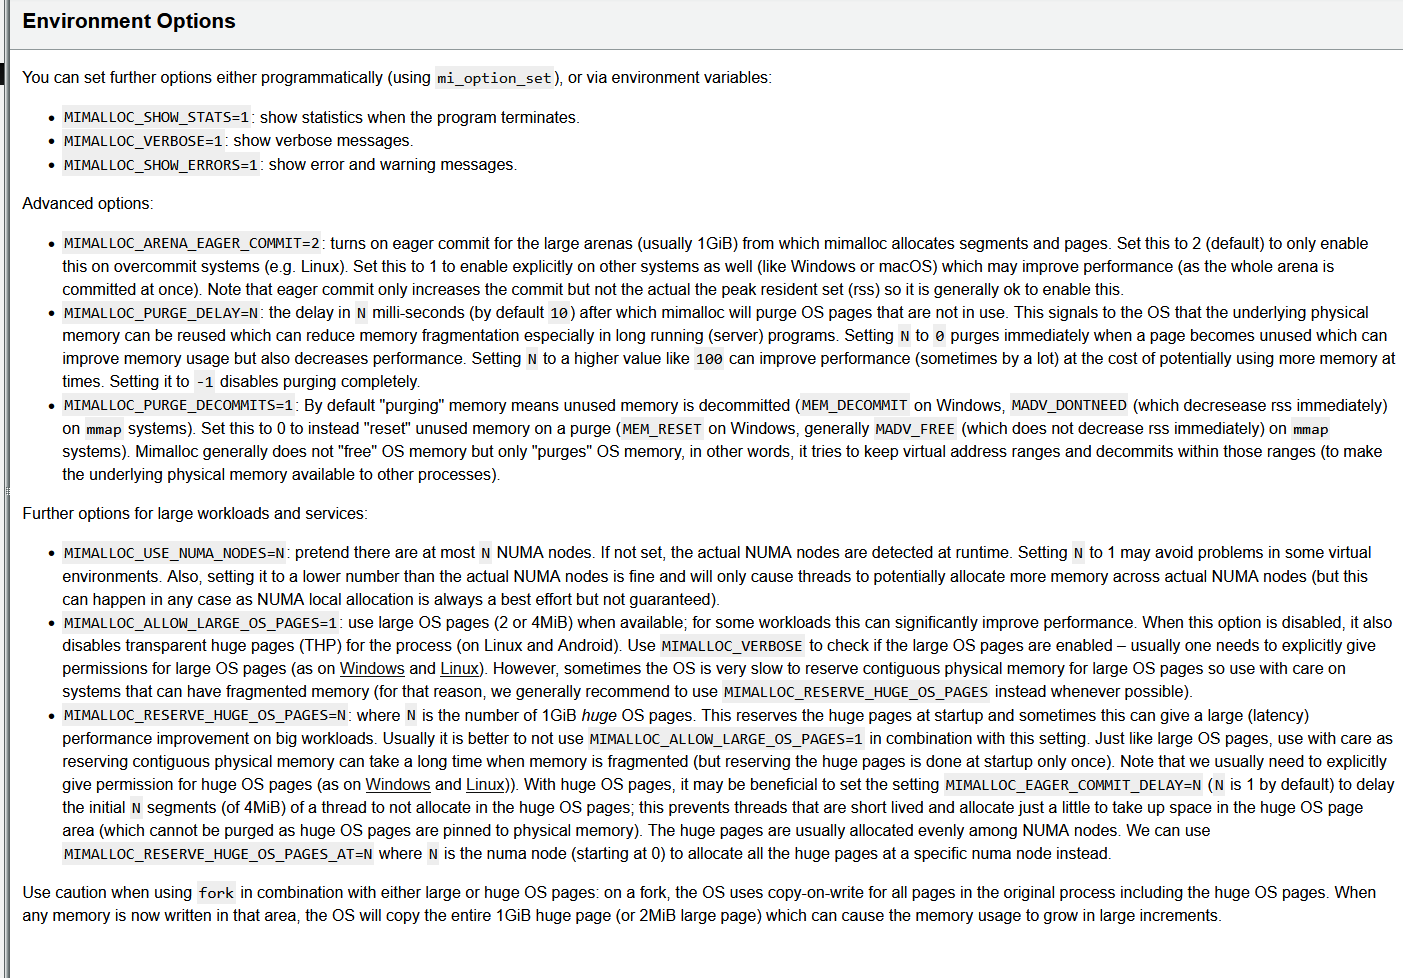 Environment Options
You can set further options either programmatically (using mi_option_set), or via environment variables:
• MIMALLOC_SHOW_STATS=1: show statistics when the program terminates.
• MIMALLOC_VERBOSE=1: show verbose messages.
• MIMALLOC_SHOW_ERRORS=1: show error and warning messages.
Advanced options:
• MIMALLOC_ARENA_EAGER_COMMIT=2: turns on eager commit for the large arenas (usually 1GiB) from which mimalloc allocates segments and pages. Set this to 2 (default) to only enable
this on overcommit systems (e.g. Linux). Set this to 1 to enable explicitly on other systems as well (like Windows or macOS) which may improve performance (as the whole arena is
committed at once). Note that eager commit only increases the commit but not the actual the peak resident set (rss) so it is generally ok to enable this.
• MIMALLOC_PURGE_DELAY=N: the delay in N milli-seconds (by default 10) after which mimalloc will purge OS pages that are not in use. This signals to the OS that the underlying physical
memory can be reused which can reduce memory fragmentation especially in long running (server) programs. Setting N to 0 purges immediately when a page becomes unused which can
improve memory usage but also decreases performance. Setting N to a higher value like 100 can improve performance (sometimes by a lot) at the cost of potentially using more memory at
times. Setting it to -1 disables purging completely.
• MIMALLOC_PURGE_DECOMMITS=1: By default "purging" memory means unused memory is decommitted (MEM_DECOMMIT on Windows, MADV_DONTNEED (which decresease rss immediately)
on mmap systems). Set this to 0 to instead "reset" unused memory on a purge (MEM_RESET on Windows, generally MADV_FREE (which does not decrease rss immediately) on mmap
systems). Mimalloc generally does not "free" OS memory but only "purges" OS memory, in other words, it tries to keep virtual address ranges and decommits within those ranges (to make
the underlying physical memory available to other processes).
Further options for large workloads and services:
• MIMALLOC_USE_NUMA_NODES=N: pretend there are at most N NUMA nodes. If not set, the actual NUMA nodes are detected at runtime. Setting N to 1 may avoid problems in some virtual
environments. Also, setting it to a lower number than the actual NUMA nodes is fine and will only cause threads to potentially allocate more memory across actual NUMA nodes (but this
can happen in any case as NUMA local allocation is always a best effort but not guaranteed).
• MIMALLOC_ALLOW_LARGE_OS_PAGES=1: use large OS pages (2 or 4MiB) when available; for some workloads this can significantly improve performance. When this option is disabled, it also
disables transparent huge pages (THP) for the process (on Linux and Android). Use MIMALLOC_VERBOSE to check if the large OS pages are enabled – usually one needs to explicitly give
permissions for large OS pages (as on Windows and Linux). However, sometimes the OS is very slow to reserve contiguous physical memory for large OS pages so use with care on
systems that can have fragmented memory (for that reason, we generally recommend to use MIMALLOC_RESERVE_HUGE_OS_PAGES instead whenever possible).
• MIMALLOC_RESERVE_HUGE_OS_PAGES=N: where N is the number of 1GiB huge OS pages. This reserves the huge pages at startup and sometimes this can give a large (latency)
performance improvement on big workloads. Usually it is better to not use MIMALLOC_ALLOW_LARGE_OS_PAGES=1 in combination with this setting. Just like large OS pages, use with care as
reserving contiguous physical memory can take a long time when memory is fragmented (but reserving the huge pages is done at startup only once). Note that we usually need to explicitly
give permission for huge OS pages (as on Windows and Linux)). With huge OS pages, it may be beneficial to set the setting MIMALLOC_EAGER_COMMIT_DELAY=N (N is 1 by default) to delay
the initial N segments (of 4MiB) of a thread to not allocate in the huge OS pages; this prevents threads that are short lived and allocate just a little to take up space in the huge OS page
area (which cannot be purged as huge OS pages are pinned to physical memory). The huge pages are usually allocated evenly among NUMA nodes. We can use
MIMALLOC_RESERVE_HUGE_OS_PAGES_AT=N where N is the numa node (starting at 0) to allocate all the huge pages at a specific numa node instead.
Use caution when using fork in combination with either large or huge OS pages: on a fork, the OS uses copy-on-write for all pages in the original process including the huge OS pages. When
any memory is now written in that area, the OS will copy the entire 1GiB huge page (or 2MiB large page) which can cause the memory usage to grow in large increments.